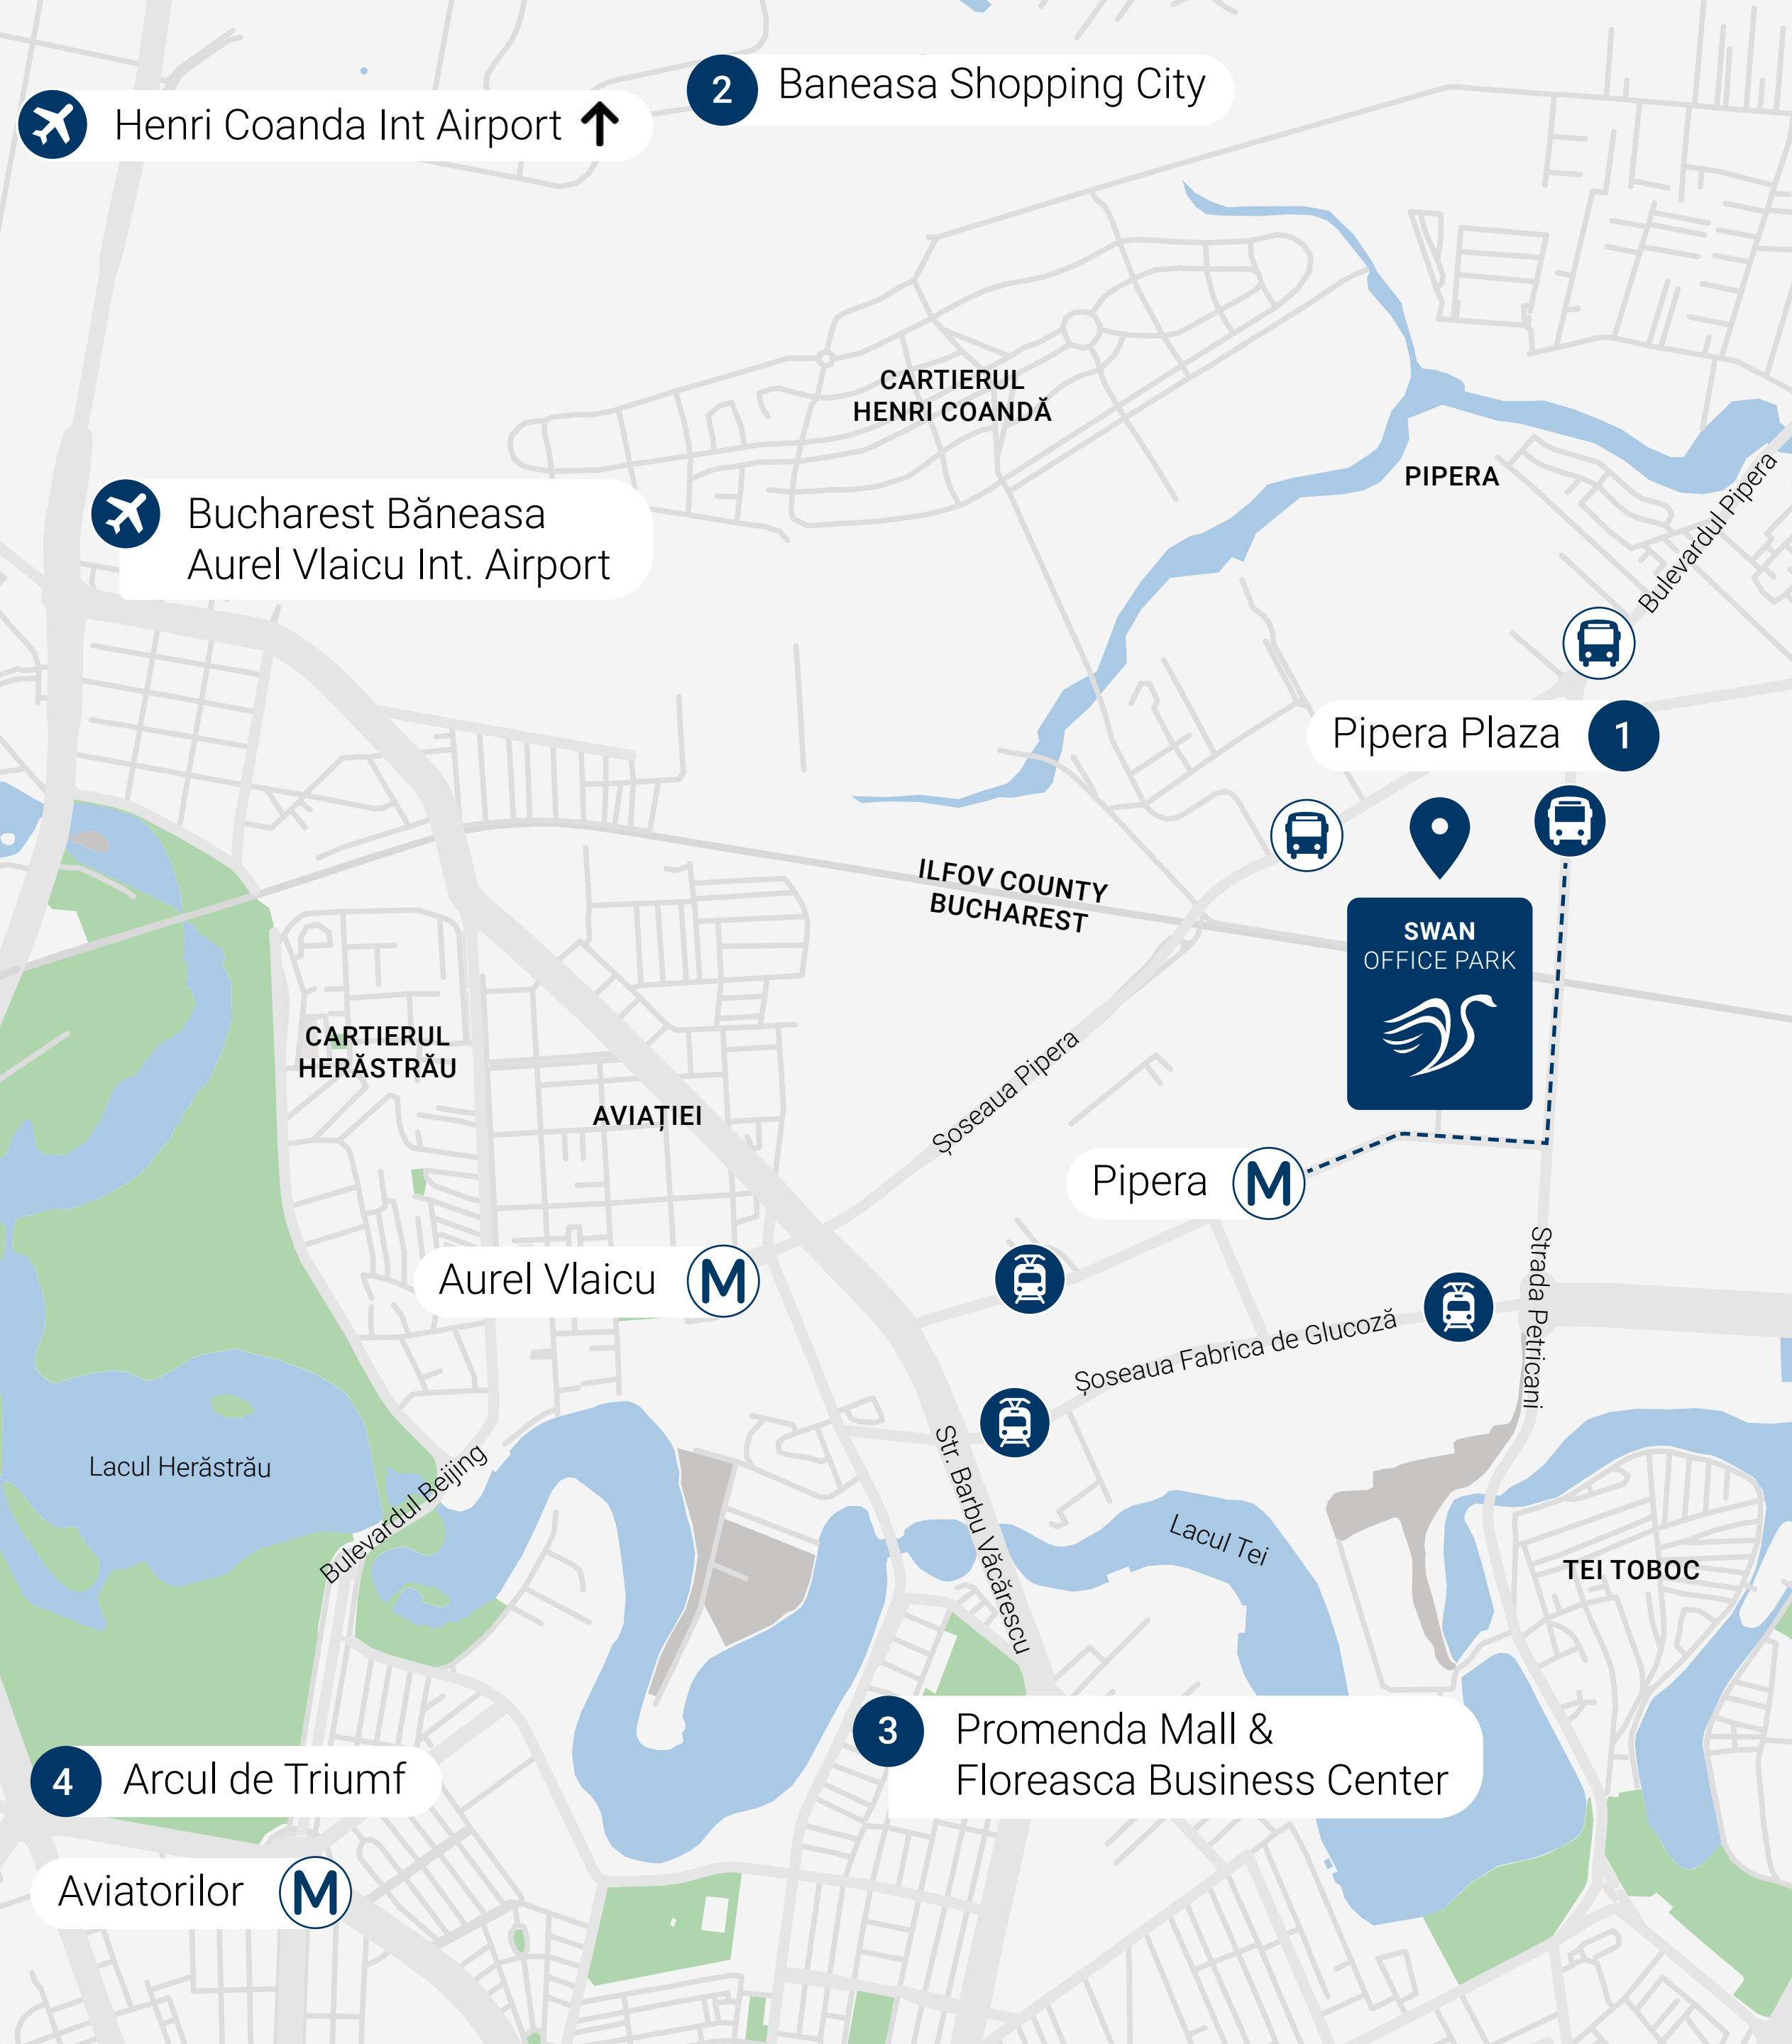 2
Baneasa Shopping City
Henri Coanda Int Airport
CARTIERUL
HENRI COANDĂ
PIPERA
Bulevardul Pipera
Bucharest Băneasa
Aurel Vlaicu Int. Airport
Pipera Plaza
1
ILFOV COUNTY
BUCHAREST
SWAN
OFFICE PARK
CARTIERUL
HERĂSTRĂU
AVIAȚIEI
Șoseaua Pipera
Pipera
M
Aurel Vlaicu
M
Strada Petricani
Șoseaua Fabrica de Glucoză
Lacul Herăstrău
Bulevardul Beijing
Str. Barbu Văcărescu
Lacul Tei
TEI TOBOC
3
Promenda Mall &
Floreasca Business Center
4
Arcul de Triumf
Aviatorilor
M